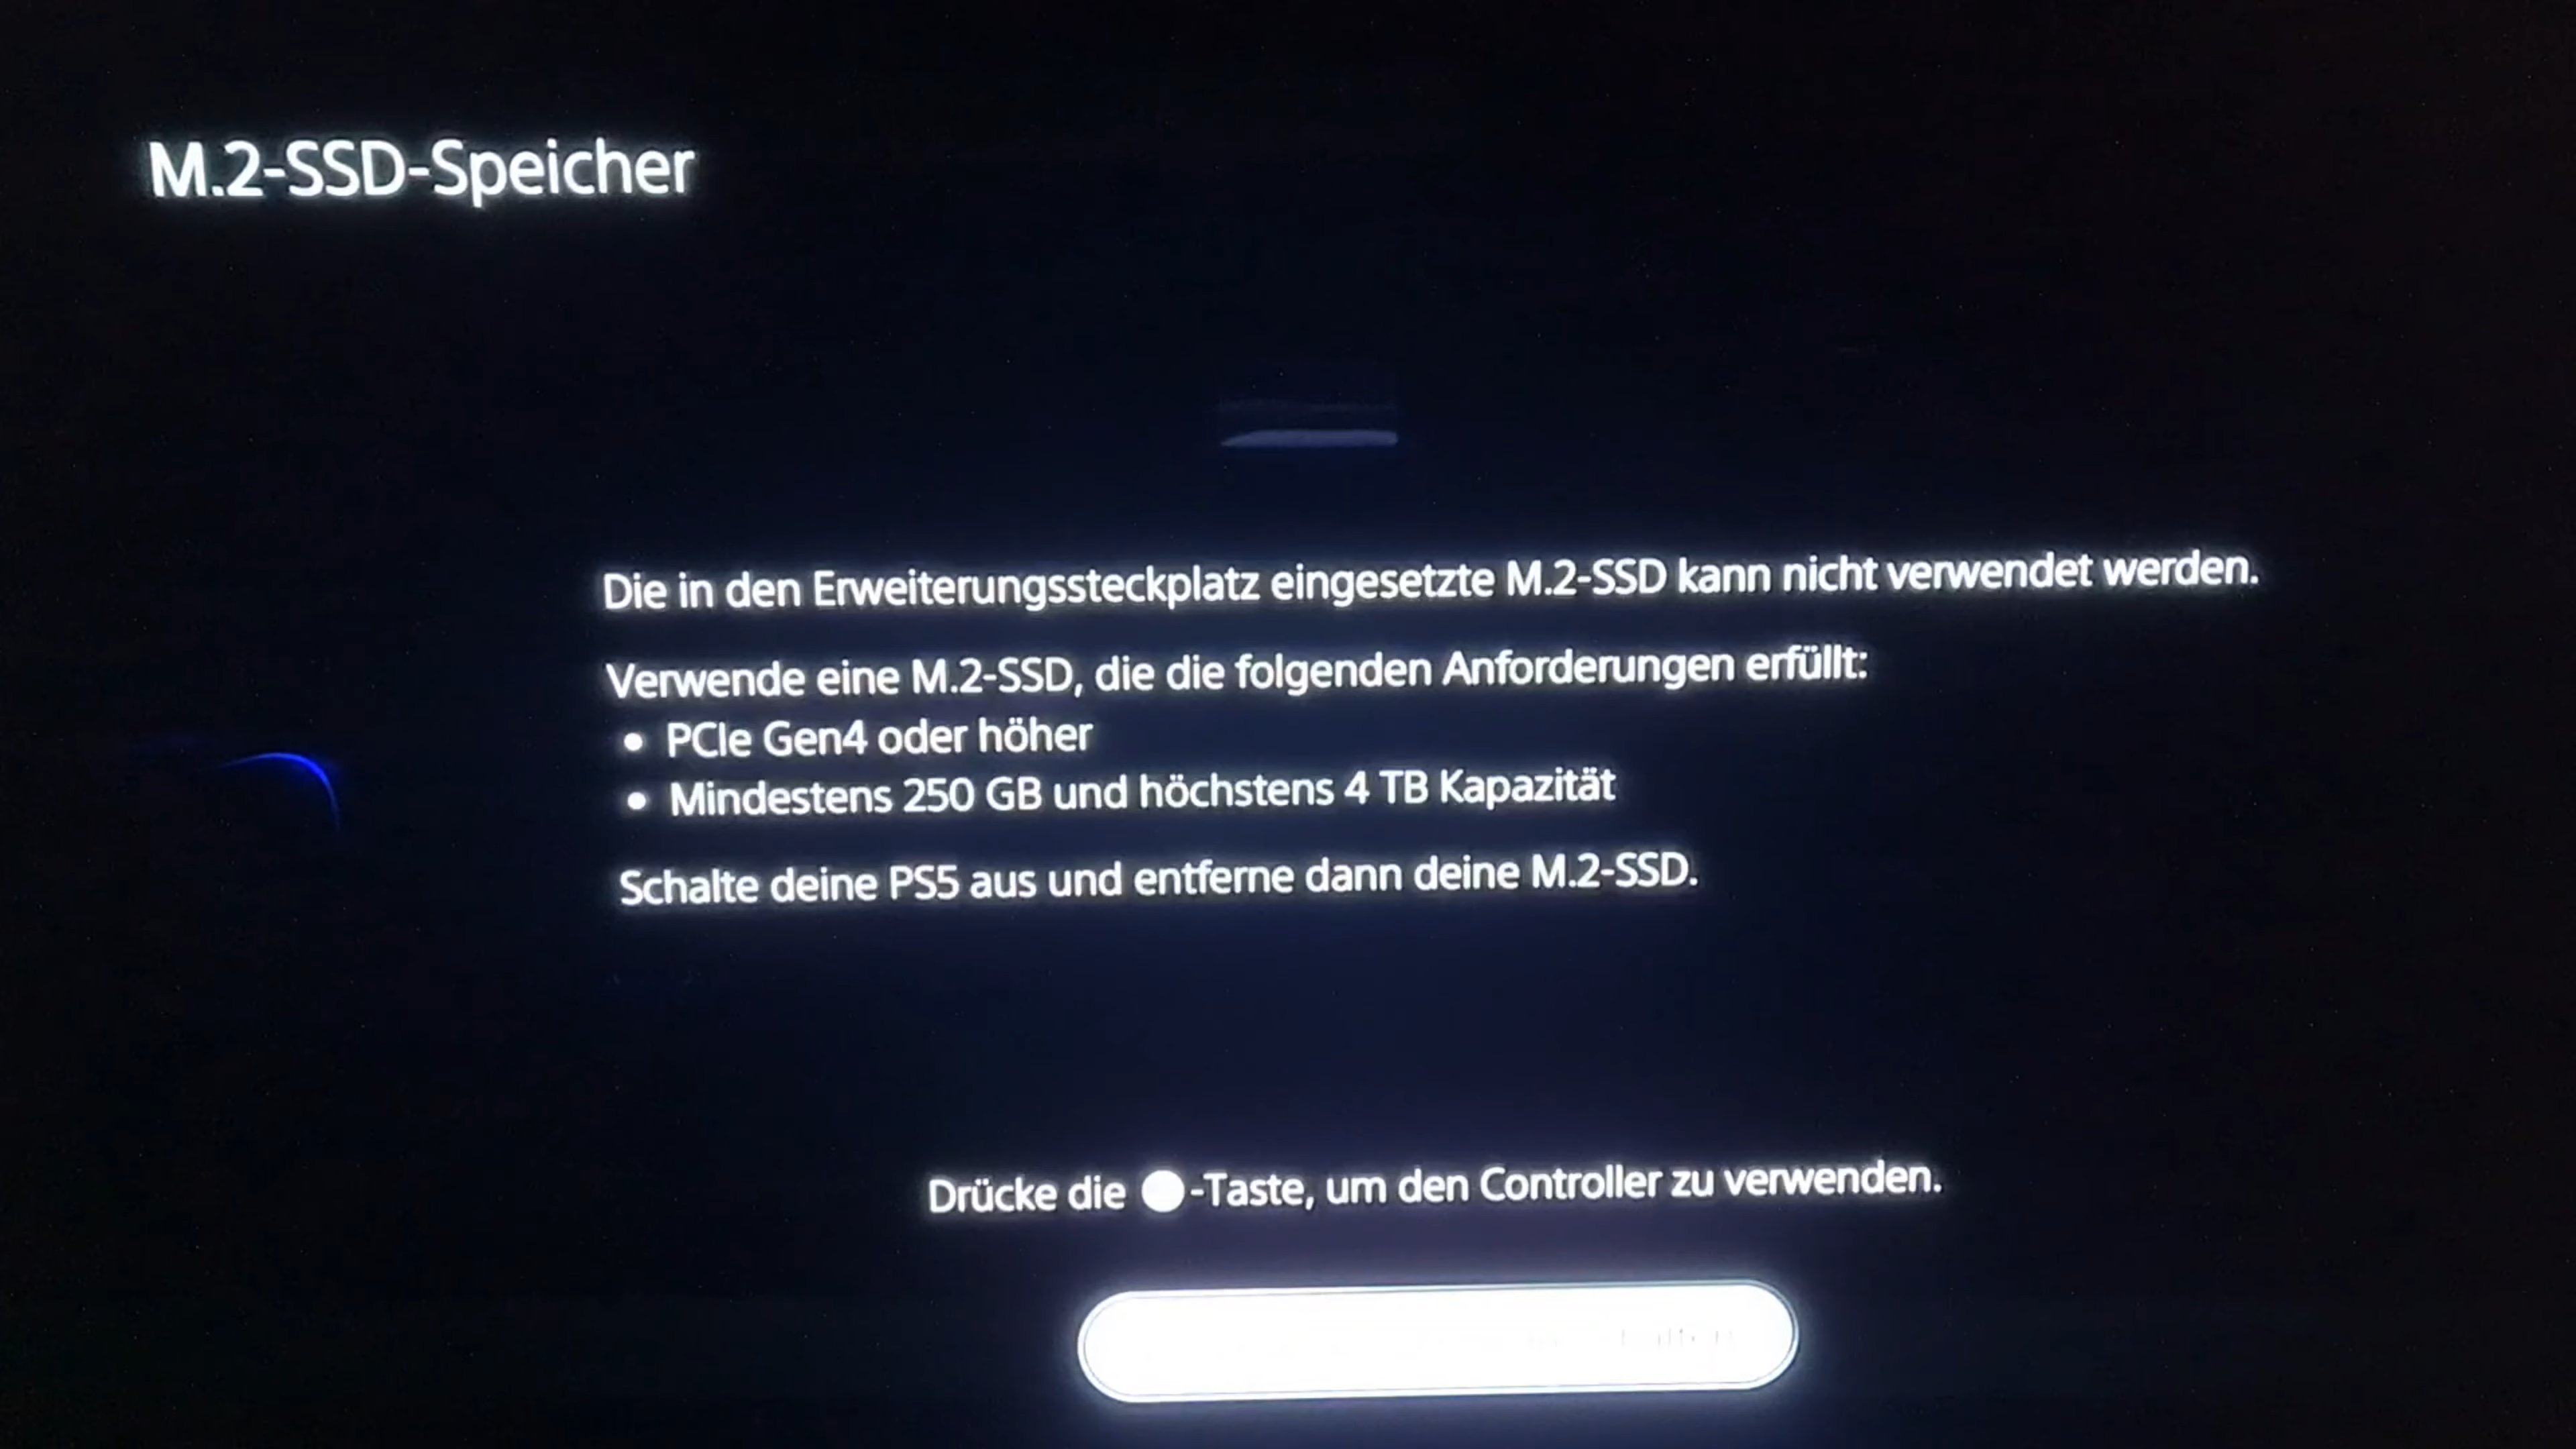 M.2-SSD-Speicher
Die in den Erweiterungssteckplatz eingesetzte M.2-SSD kann nicht verwendet werden.
Verwende eine M.2-SSD, die die folgenden Anforderungen erfüllt:
• PCIe Gen4 oder höher
• Mindestens 250 GB und höchstens 4 TB Kapazität
Schalte deine PS5 aus und entferne dann deine M.2-SSD.
Drücke die -Taste, um den Controller zu verwenden.